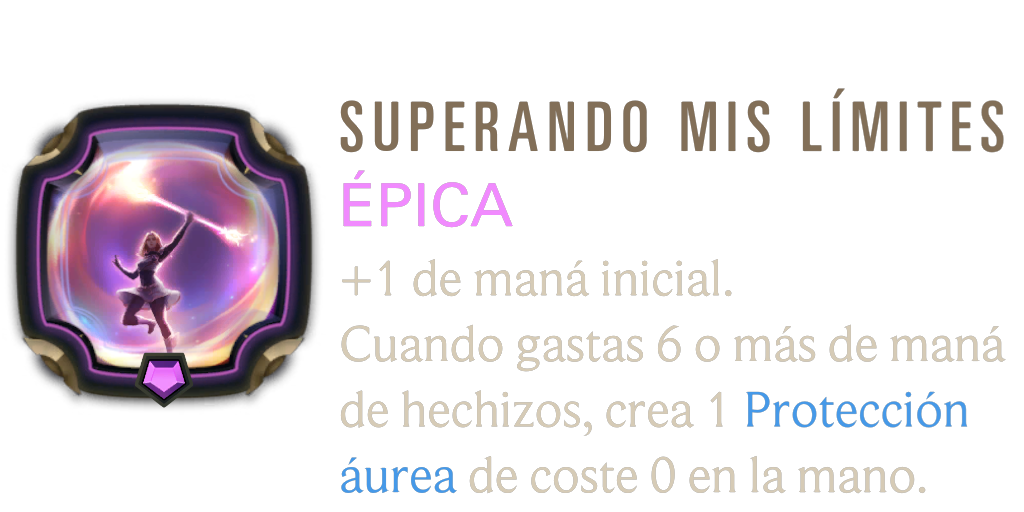 SUPERANDO MIS LÍMITES
ÉPICA
+1 de maná inicial.
Cuando gastas 6 o más de maná
de hechizos, crea 1 Protección
áurea de coste 0 en la mano.